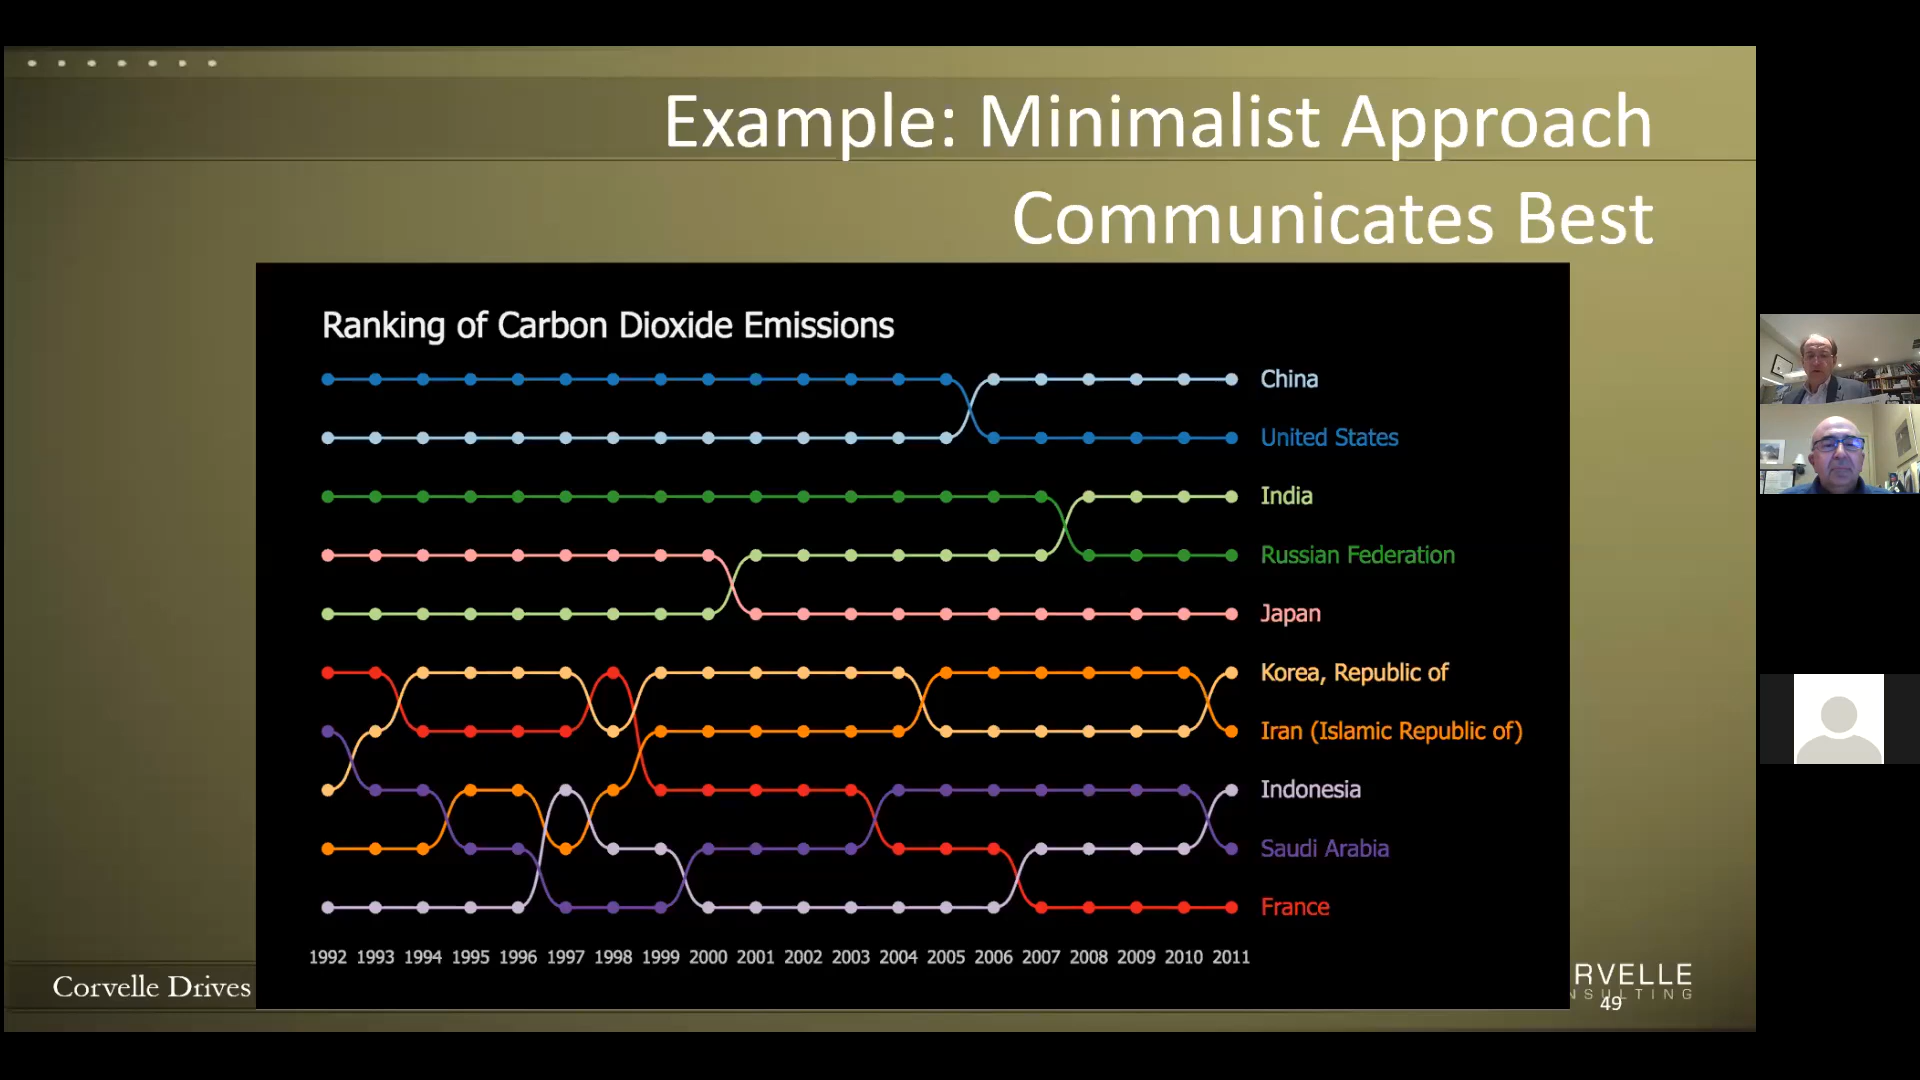 Example: Minimalist Approach
Communicates Best
Ranking of Carbon Dioxide Emissions
China
United States
India
Russian Federation
Japan
Korea, Republic of
Iran (Islamic Republic of)
Indonesia
Saudi Arabia
France
1992 1993 1994 1995 1996 1997 1998 1999 2000 2001 2002 2003 2004 2005 2006 2007 2008 2009 2010 2011
Corvelle Drives
RVELLE
NSULTING
49